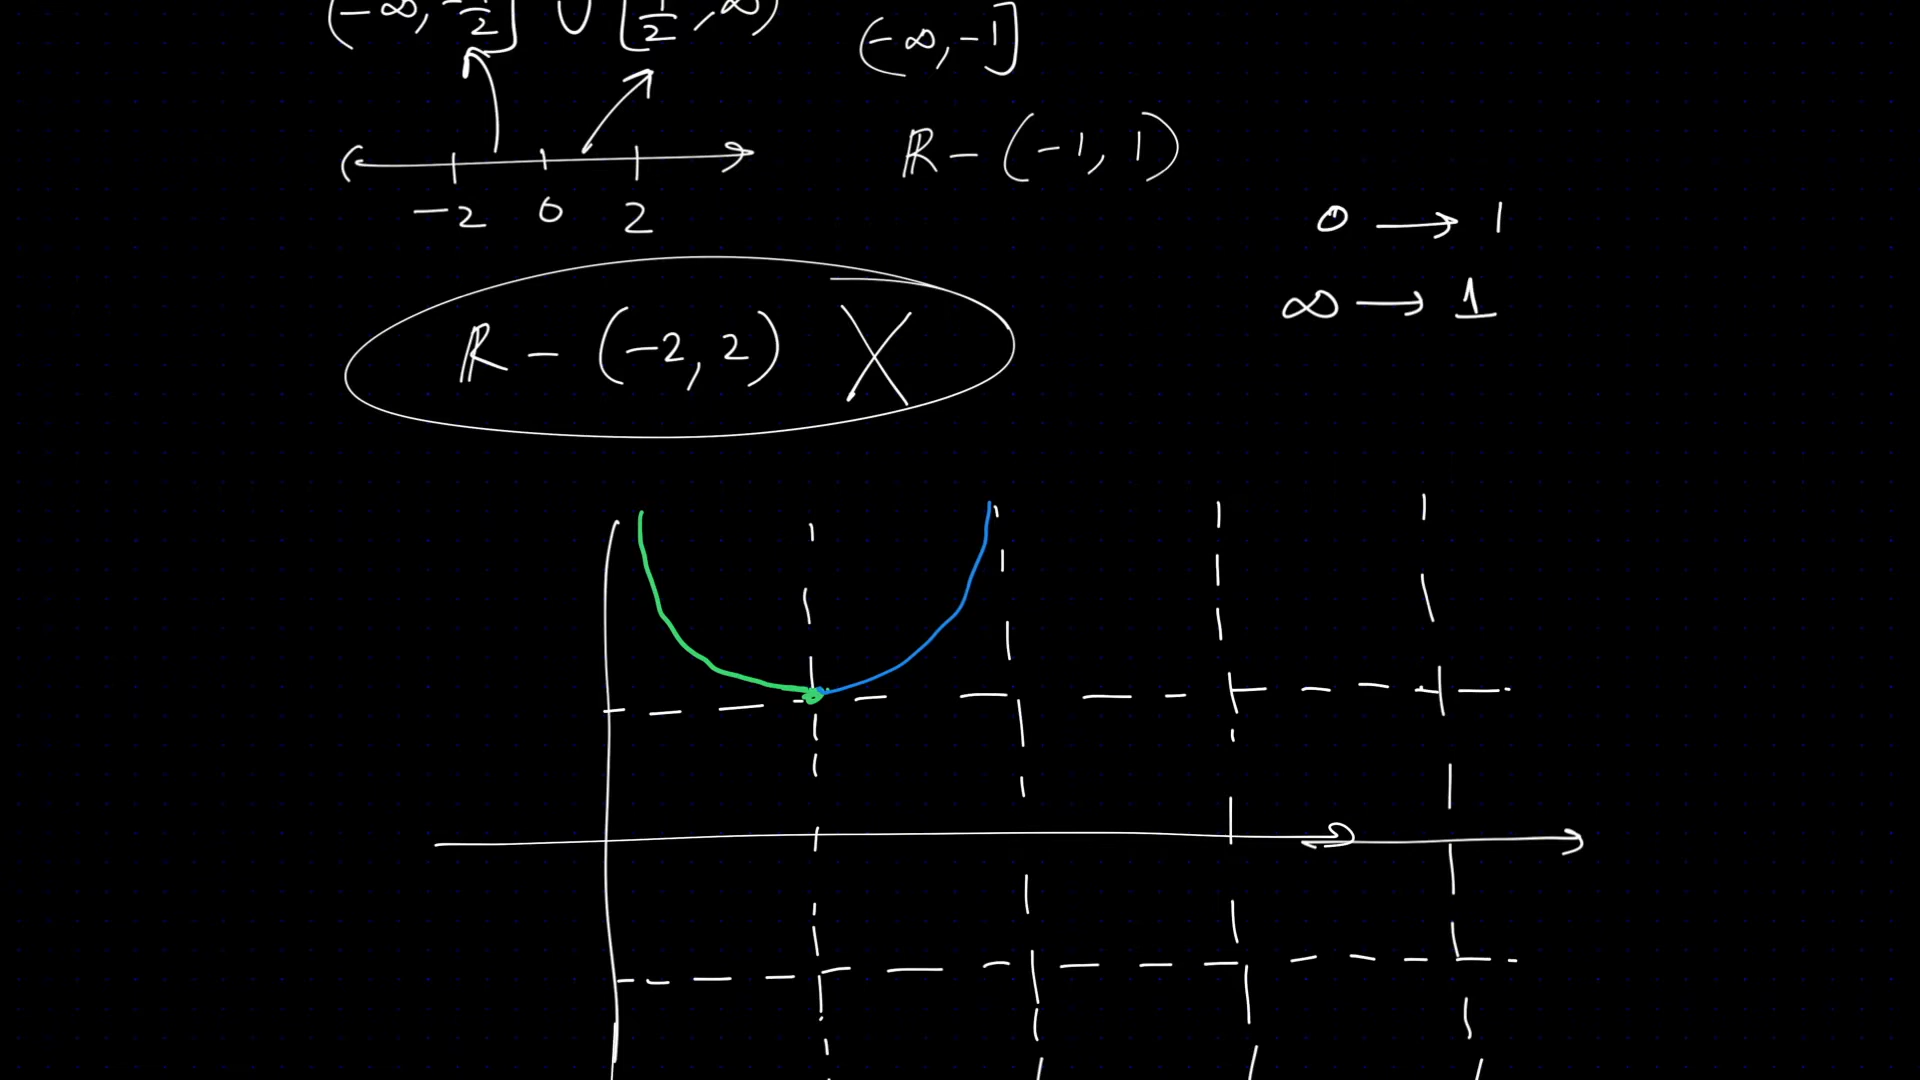 (-∞, -1/2] ∪ [1/2, ∞)
(-∞, -1]
ℝ - (-1, 1)
-2 0 2
0 → 1
∞ → 1
ℝ - (-2, 2) X